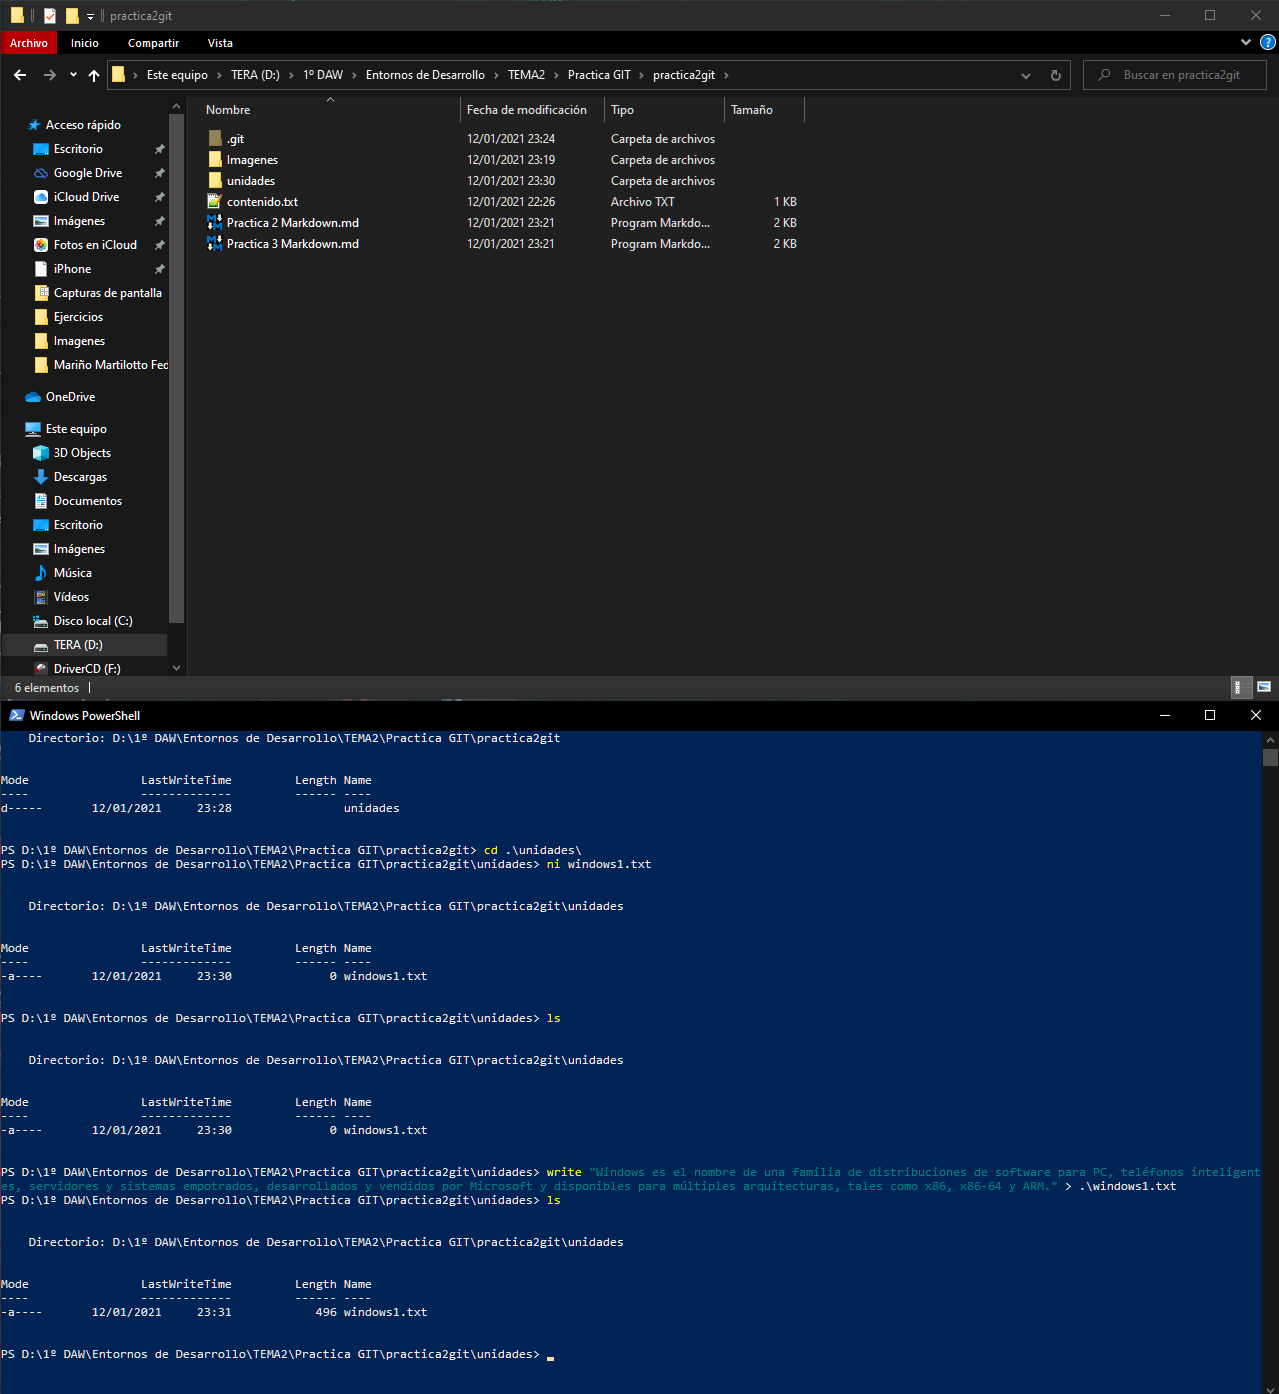 practica2git
Archivo Inicio Compartir Vista
Este equipo › TERA (D:) › 1º DAW › Entornos de Desarrollo › TEMA2 › Practica GIT › practica2git ›
Buscar en practica2git
Nombre Fecha de modificación Tipo Tamaño
.git 12/01/2021 23:24 Carpeta de archivos
Imagenes 12/01/2021 23:19 Carpeta de archivos
unidades 12/01/2021 23:30 Carpeta de archivos
contenido.txt 12/01/2021 22:26 Archivo TXT 1 KB
Practica 2 Markdown.md 12/01/2021 23:21 Program Markdo... 2 KB
Practica 3 Markdown.md 12/01/2021 23:21 Program Markdo... 2 KB
Acceso rápido
Escritorio
Google Drive
iCloud Drive
Imágenes
Fotos en iCloud
iPhone
Capturas de pantalla
Ejercicios
Imagenes
Mariño Martilotto Fed
OneDrive
Este equipo
3D Objects
Descargas
Documentos
Escritorio
Imágenes
Música
Vídeos
Disco local (C:)
TERA (D:)
DriverCD (F:)
6 elementos
Windows PowerShell
Directorio: D:\1º DAW\Entornos de Desarrollo\TEMA2\Practica GIT\practica2git
Mode LastWriteTime Length Name
---- ------------- ------ ----
d----- 12/01/2021 23:28 unidades
PS D:\1º DAW\Entornos de Desarrollo\TEMA2\Practica GIT\practica2git> cd .\unidades\
PS D:\1º DAW\Entornos de Desarrollo\TEMA2\Practica GIT\practica2git\unidades> ni windows1.txt
Directorio: D:\1º DAW\Entornos de Desarrollo\TEMA2\Practica GIT\practica2git\unidades
Mode LastWriteTime Length Name
---- ------------- ------ ----
-a---- 12/01/2021 23:30 0 windows1.txt
PS D:\1º DAW\Entornos de Desarrollo\TEMA2\Practica GIT\practica2git\unidades> ls
Directorio: D:\1º DAW\Entornos de Desarrollo\TEMA2\Practica GIT\practica2git\unidades
Mode LastWriteTime Length Name
---- ------------- ------ ----
-a---- 12/01/2021 23:30 0 windows1.txt
PS D:\1º DAW\Entornos de Desarrollo\TEMA2\Practica GIT\practica2git\unidades> write "Windows es el nombre de una familia de distribuciones de software para PC, teléfonos inteligent
es, servidores y sistemas empotrados, desarrollados y vendidos por Microsoft y disponibles para múltiples arquitecturas, tales como x86, x86-64 y ARM." > .\windows1.txt
PS D:\1º DAW\Entornos de Desarrollo\TEMA2\Practica GIT\practica2git\unidades> ls
Directorio: D:\1º DAW\Entornos de Desarrollo\TEMA2\Practica GIT\practica2git\unidades
Mode LastWriteTime Length Name
---- ------------- ------ ----
-a---- 12/01/2021 23:31 496 windows1.txt
PS D:\1º DAW\Entornos de Desarrollo\TEMA2\Practica GIT\practica2git\unidades>